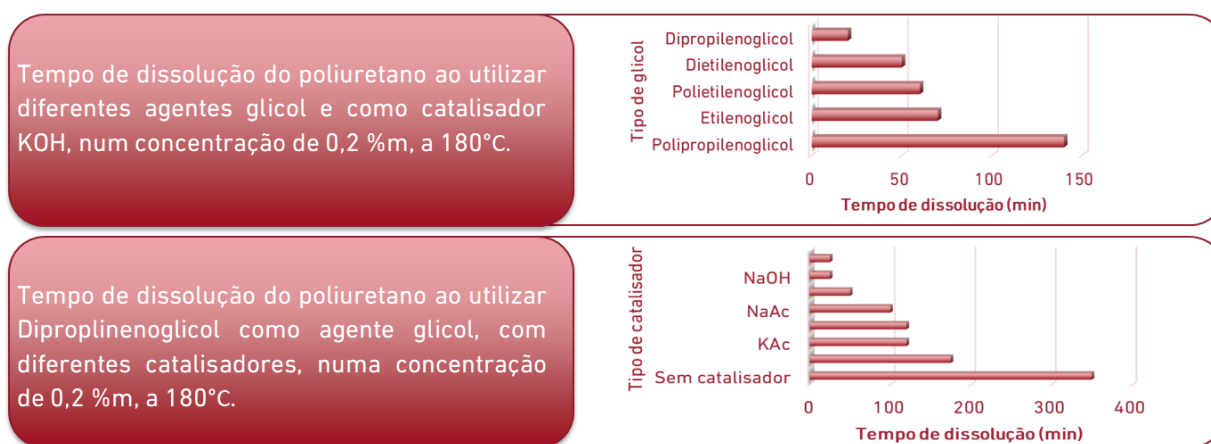 Tempo de dissolução do poliuretano ao utilizar
diferentes agentes glicol e como catalisador
KOH, num concentração de 0,2 %m, a 180°C.
Tipo de glicol
Dipropilenoglicol
Dietilenoglicol
Polietilenoglicol
Etilenoglicol
Polipropilenoglicol
0 50 100 150
Tempo de dissolução (min)
Tempo de dissolução do poliuretano ao utilizar
Diproplinenoglicol como agente glicol, com
diferentes catalisadores, numa concentração
de 0,2 %m, a 180°C.
Tipo de catalisador
NaOH
NaAc
KAc
Sem catalisador
0 100 200 300 400
Tempo de dissolução (min)